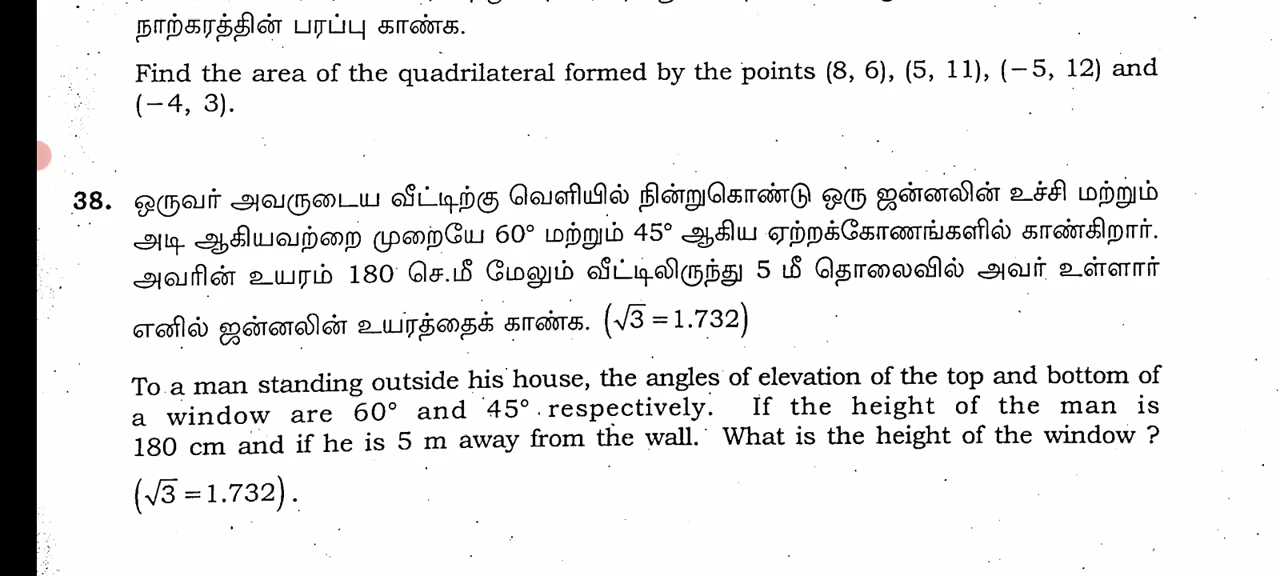 நாற்கரத்தின் பரப்பு காண்க.
Find the area of the quadrilateral formed by the points (8, 6), (5, 11), (−5, 12) and
(−4, 3).
38. ஒருவர் அவருடைய வீட்டிற்கு வெளியில் நின்றுகொண்டு ஒரு ஜன்னலின் உச்சி மற்றும்
அடி ஆகியவற்றை முறையே 60° மற்றும் 45° ஆகிய ஏற்றக்கோணங்களில் காண்கிறார்.
அவரின் உயரம் 180 செ.மீ மேலும் வீட்டிலிருந்து 5 மீ தொலைவில் அவர் உள்ளார்
எனில் ஜன்னலின் உயரத்தைக் காண்க. (√3 = 1.732)
To a man standing outside his house, the angles of elevation of the top and bottom of
a window are 60° and 45° respectively. If the height of the man is
180 cm and if he is 5 m away from the wall. What is the height of the window ?
(√3 = 1.732).